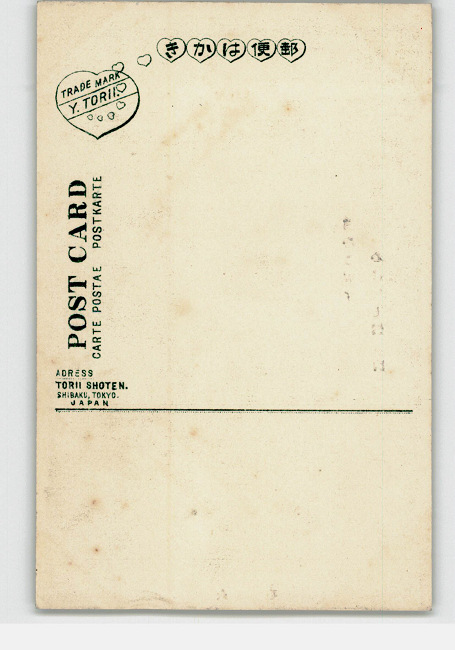 きかは便郵
TRADE MARK
Y. TORII.
POST CARD
CARTE POSTAE POSTKARTE
ADRESS
TORII SHOTEN.
SHIBAKU, TOKYO.
JAPAN